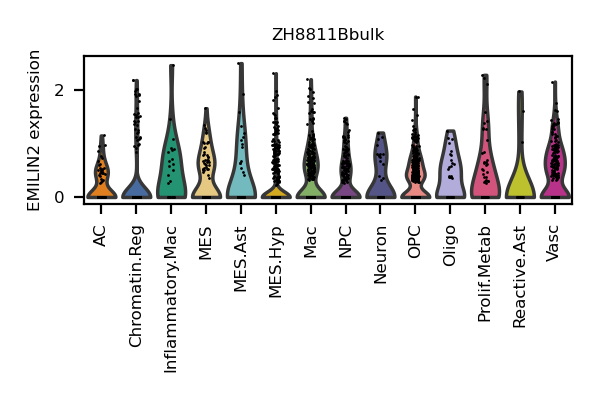 ZH8811Bbulk
EMILIN2 expression
2
0
AC
Chromatin.Reg
Inflammatory.Mac
MES
MES.Ast
MES.Hyp
Mac
NPC
Neuron
OPC
Oligo
Prolif.Metab
Reactive.Ast
Vasc